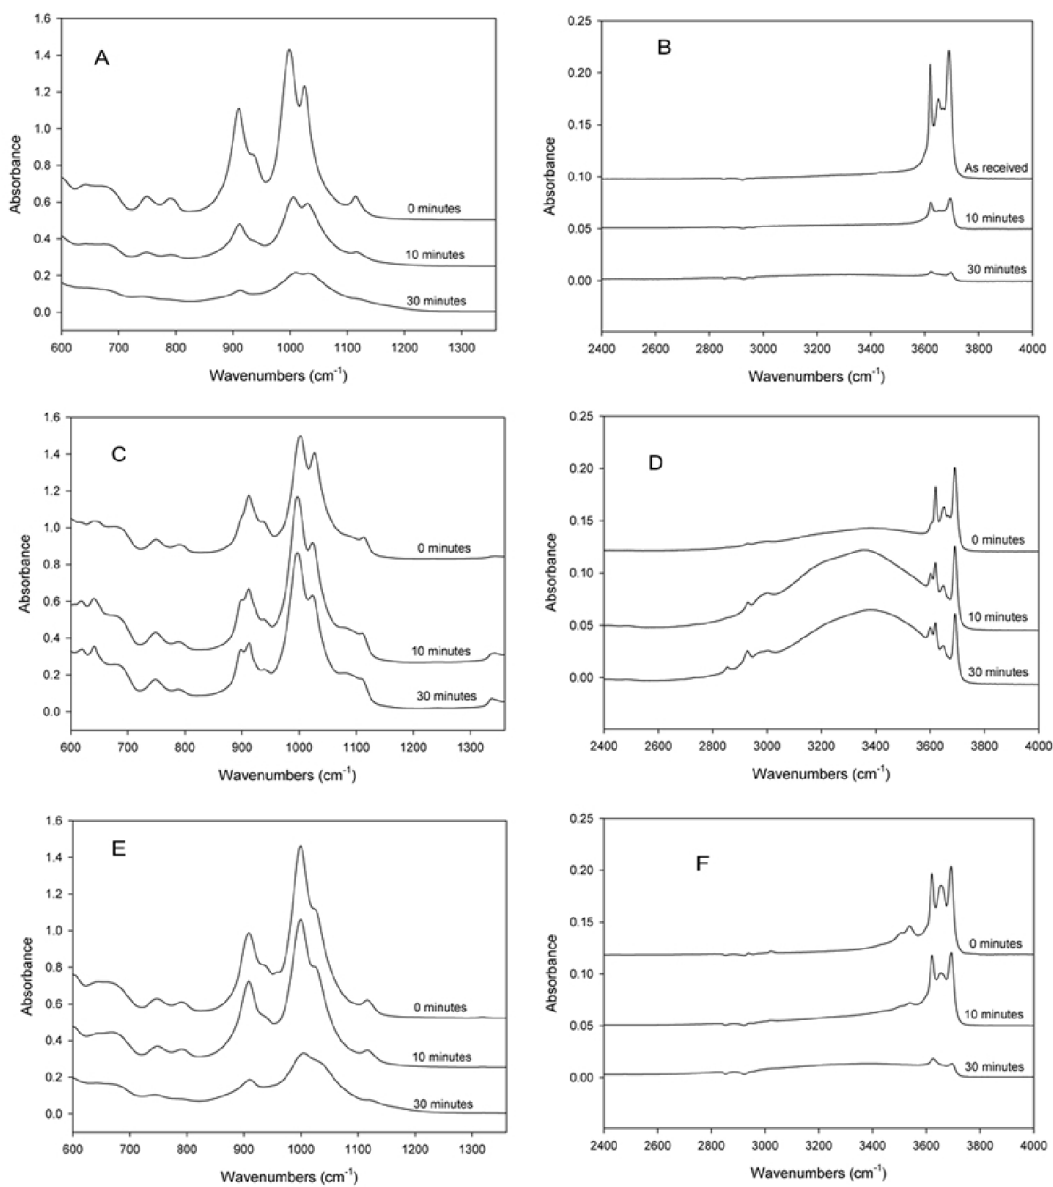 A
1.6
1.4
1.2
1.0
0.8
0.6
0.4
0.2
0.0
Absorbance
0 minutes
10 minutes
30 minutes
600 700 800 900 1000 1100 1200 1300
Wavenumbers (cm⁻¹)
B
0.25
0.20
0.15
0.10
0.05
0.00
Absorbance
As received
10 minutes
30 minutes
2400 2600 2800 3000 3200 3400 3600 3800 4000
Wavenumbers (cm⁻¹)
C
1.6
1.4
1.2
1.0
0.8
0.6
0.4
0.2
0.0
Absorbance
0 minutes
10 minutes
30 minutes
600 700 800 900 1000 1100 1200 1300
Wavenumbers (cm⁻¹)
D
0.25
0.20
0.15
0.10
0.05
0.00
Absorbance
0 minutes
10 minutes
30 minutes
2400 2600 2800 3000 3200 3400 3600 3800 4000
Wavenumbers (cm⁻¹)
E
1.6
1.4
1.2
1.0
0.8
0.6
0.4
0.2
0.0
Absorbance
0 minutes
10 minutes
30 minutes
600 700 800 900 1000 1100 1200 1300
Wavenumbers (cm⁻¹)
F
0.25
0.20
0.15
0.10
0.05
0.00
Absorbance
0 minutes
10 minutes
30 minutes
2400 2600 2800 3000 3200 3400 3600 3800 4000
Wavenumbers (cm⁻¹)